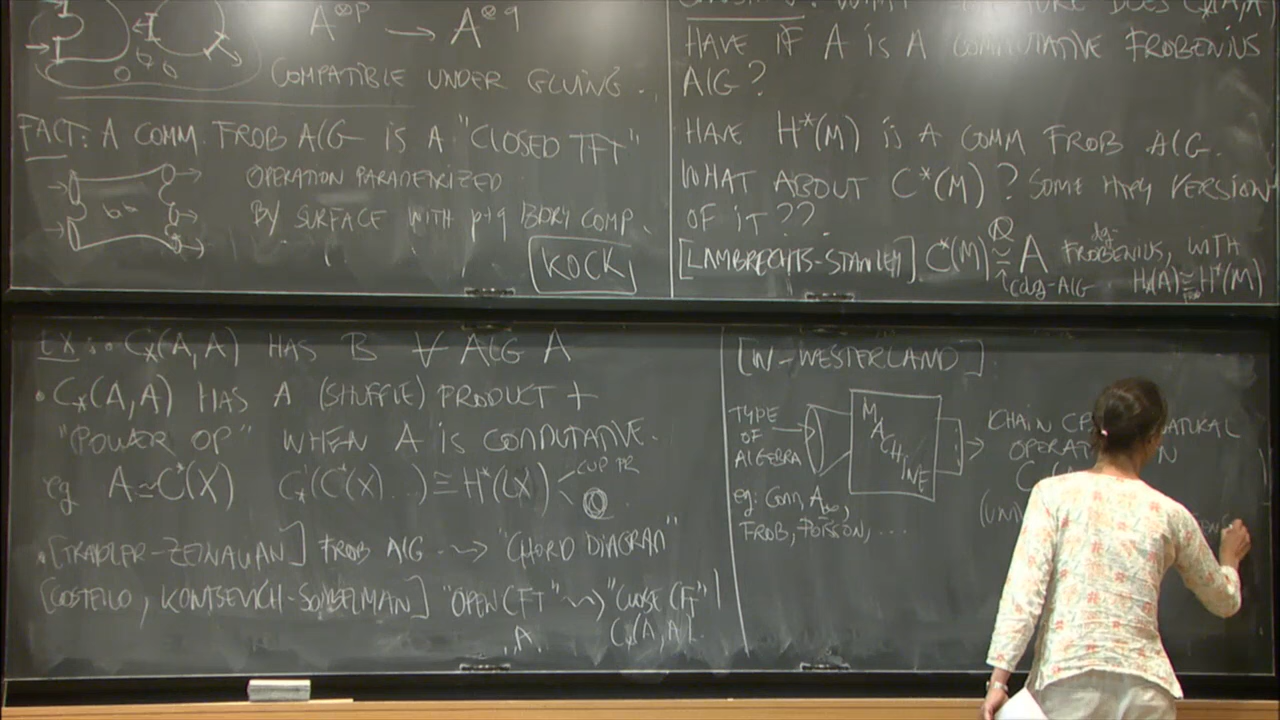 A⊗p → A⊗q
COMPATIBLE UNDER GLUING.
FACT: A COMM. FROB ALG IS A "CLOSED TFT"
OPERATION PARAMETRIZED
BY SURFACE WITH p+q BDRY COMP.
KOCK
HAVE IF A IS A COMMUTATIVE FROBENIUS
ALG?
HAVE H*(M) IS A COMM FROB ALG.
WHAT ABOUT C*(M)? SOME HTPY VERSION
OF IT??
[LAMBRECHTS-STANLEY] C*(M) ≃ A dg- FROBENIUS, WITH
Q cdg-ALG. H*(A) ≅ H*(M)
EX: • C*(A,A) HAS B ∀ ALG A
• C*(A,A) HAS A (SHUFFLE) PRODUCT +
"POWER OP" WHEN A IS COMMUTATIVE.
eg A ≃ C*(X) C*(C*(X)...) ≅ H*(LX) CUP PR
• [TRADLER-ZEINALIAN] FROB ALG ⇝ "CHORD DIAGRAM"
[COSTELLO, KONTSEVICH-SOIBELMAN] "OPEN CFT" ⇝ "CLOSE CFT"
A C*(A,A).
[W-WESTERLAND]
TYPE
OF
ALGEBRA
MACHINE
CHAIN CPX NATURAL
eg: Comm, A∞,
FROB, POISSON, ...